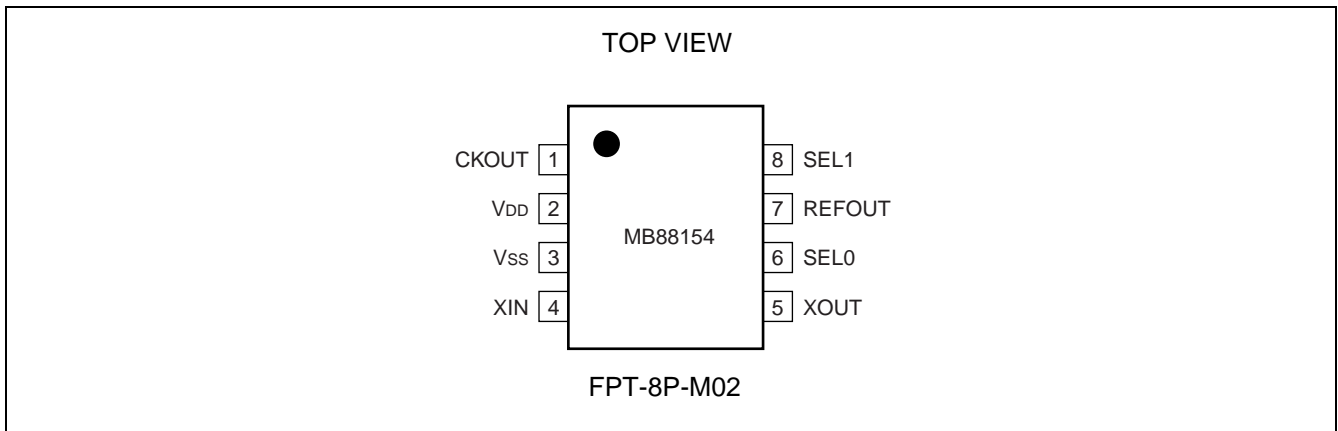 TOP VIEW
CKOUT 1
8 SEL1
VDD 2
7 REFOUT
MB88154
Vss 3
6 SEL0
XIN 4
5 XOUT
FPT-8P-M02